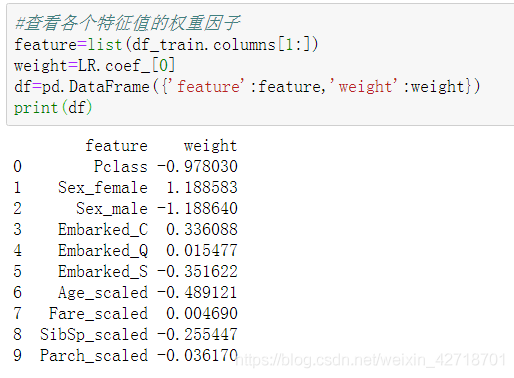 #查看各个特征值的权重因子
feature=list(df_train.columns[1:])
weight=LR.coef_[0]
df=pd.DataFrame({'feature':feature,'weight':weight})
print(df)
feature weight
0 Pclass -0.978030
1 Sex_female 1.188583
2 Sex_male -1.188640
3 Embarked_C 0.336088
4 Embarked_Q 0.015477
5 Embarked_S -0.351622
6 Age_scaled -0.489121
7 Fare_scaled 0.004690
8 SibSp_scaled -0.255447
9 Parch_scaled -0.036170
https://blog.csdn.net/weixin_42718701